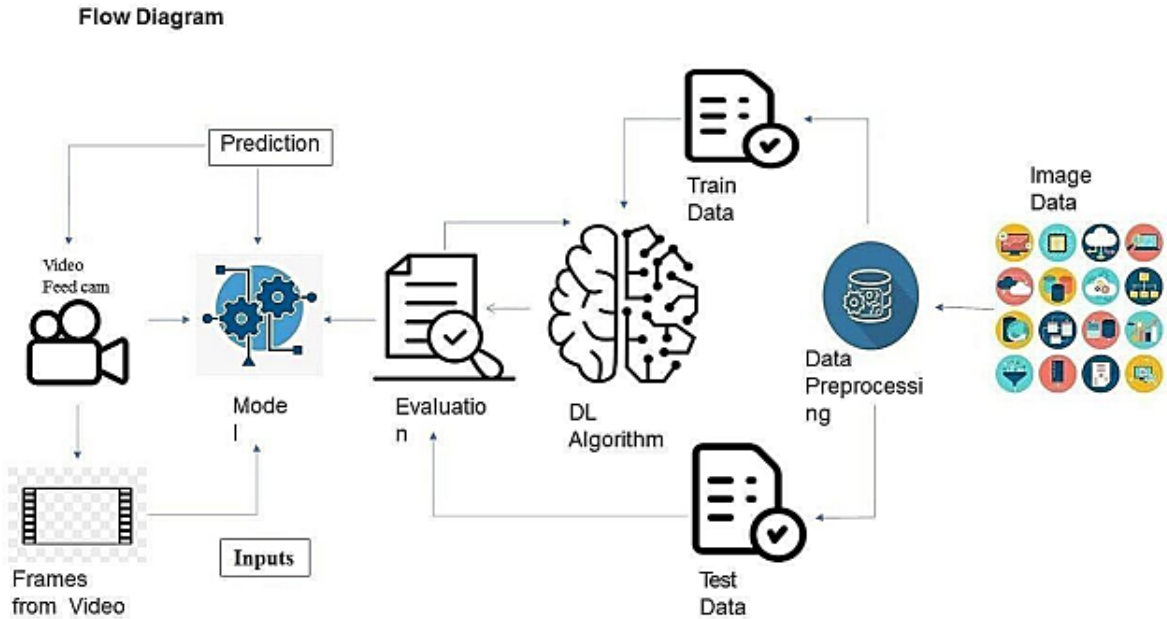 Flow Diagram
Prediction
Train
Data
Image
Data
Video
Feed cam
Mode
l
Evaluatio
n
DL
Algorithm
Data
Preprocessi
ng
Inputs
Frames
from Video
Test
Data